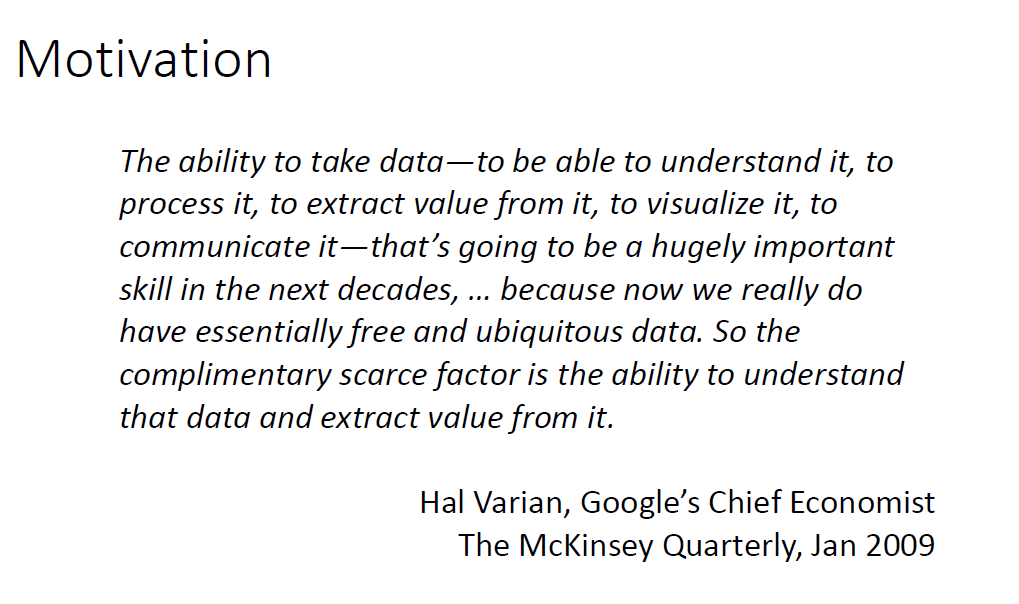 Motivation
The ability to take data—to be able to understand it, to
process it, to extract value from it, to visualize it, to
communicate it—that’s going to be a hugely important
skill in the next decades, … because now we really do
have essentially free and ubiquitous data. So the
complimentary scarce factor is the ability to understand
that data and extract value from it.
Hal Varian, Google’s Chief Economist
The McKinsey Quarterly, Jan 2009